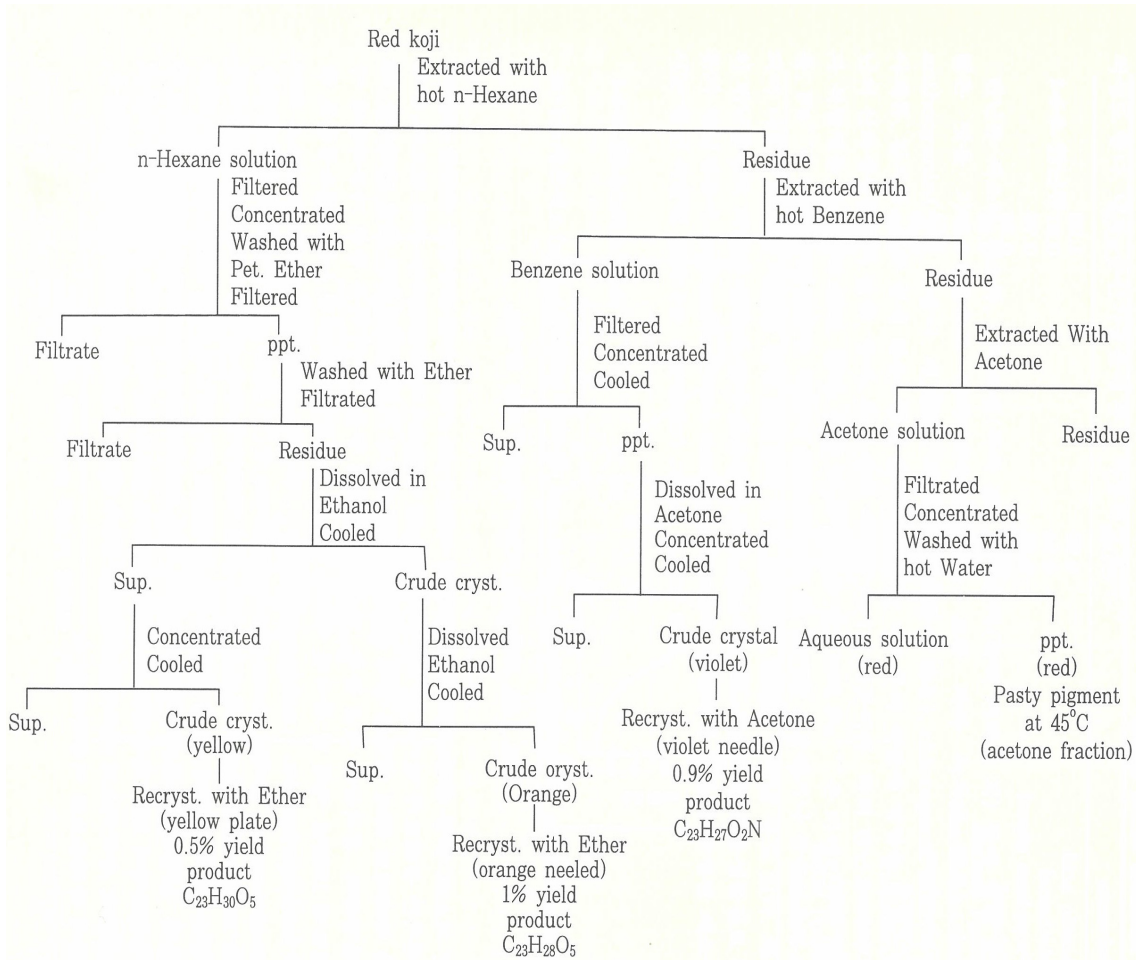 Red koji
Extracted with
hot n-Hexane
n-Hexane solution
Filtered
Concentrated
Washed with
Pet. Ether
Filtered
Filtrate
ppt.
Washed with Ether
Filtrated
Filtrate
Residue
Dissolved in
Ethanol
Cooled
Sup.
Concentrated
Cooled
Sup.
Crude cryst.
(yellow)
Recryst. with Ether
(yellow plate)
0.5% yield
product
C₂₃H₃₀O₅
Crude cryst.
Dissolved
Ethanol
Cooled
Sup.
Crude oryst.
(Orange)
Recryst. with Ether
(orange neeled)
1% yield
product
C₂₃H₂₈O₅
Residue
Extracted with
hot Benzene
Benzene solution
Filtered
Concentrated
Cooled
Sup.
ppt.
Dissolved in
Acetone
Concentrated
Cooled
Sup.
Crude crystal
(violet)
Recryst. with Acetone
(violet needle)
0.9% yield
product
C₂₃H₂₇O₂N
Residue
Extracted With
Acetone
Acetone solution
Residue
Filtrated
Concentrated
Washed with
hot Water
Aqueous solution
(red)
ppt.
(red)
Pasty pigment
at 45°C
(acetone fraction)